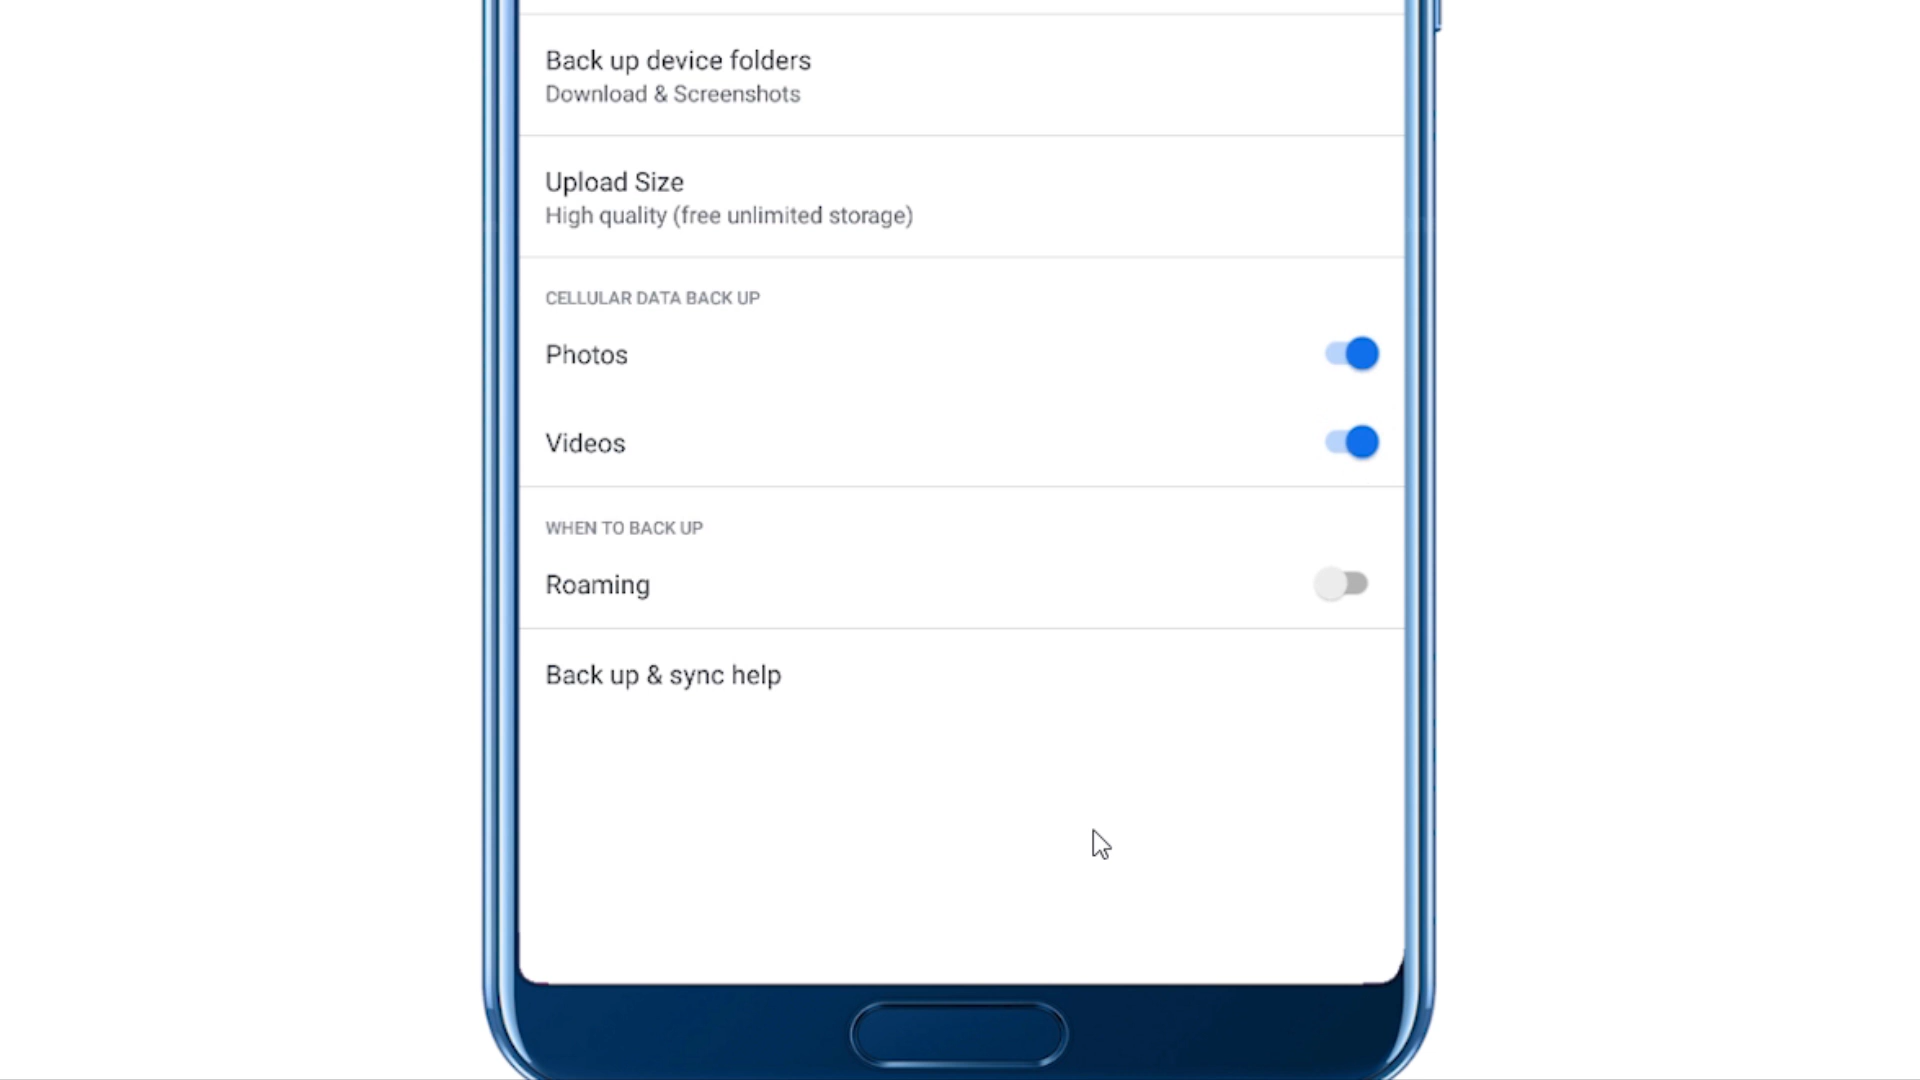 Back up device folders
Download & Screenshots
Upload Size
High quality (free unlimited storage)
CELLULAR DATA BACK UP
Photos
Videos
WHEN TO BACK UP
Roaming
Back up & sync help